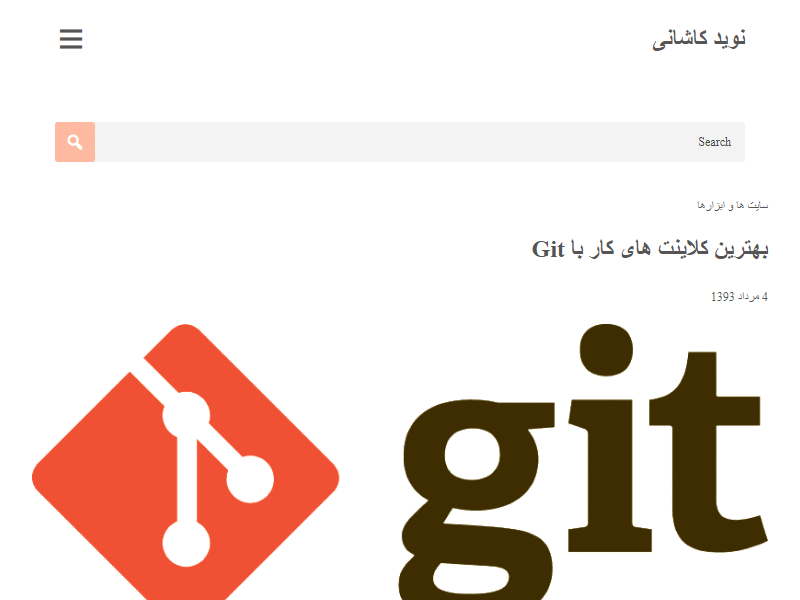 نوید کاشانی
Search
سایت ها و ابزارها
بهترین کلاینت های کار با Git
4 مرداد 1393
git